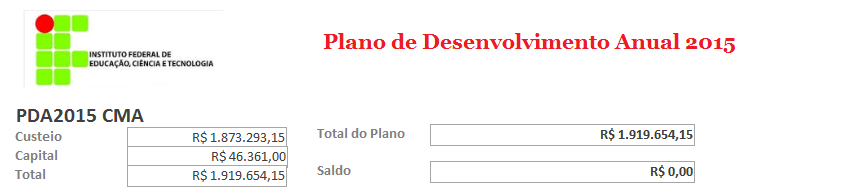 INSTITUTO FEDERAL DE
EDUCAÇÃO, CIÊNCIA E TECNOLOGIA
Plano de Desenvolvimento Anual 2015
PDA2015 CMA
Custeio R$ 1.873.293,15
Capital R$ 46.361,00
Total R$ 1.919.654,15
Total do Plano R$ 1.919.654,15
Saldo R$ 0,00